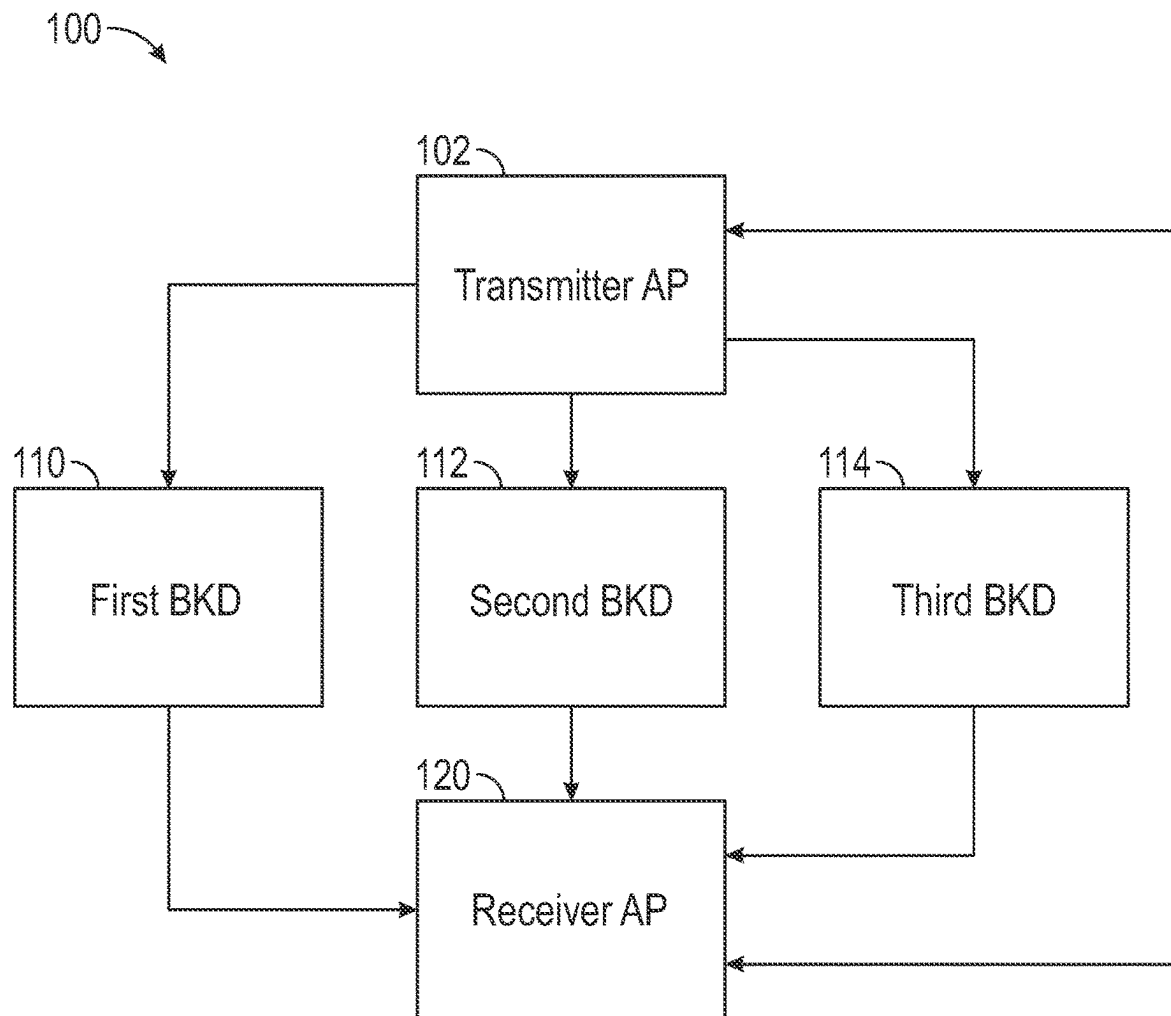 100
102
Transmitter AP
110
112
114
First BKD
Second BKD
Third BKD
120
Receiver AP